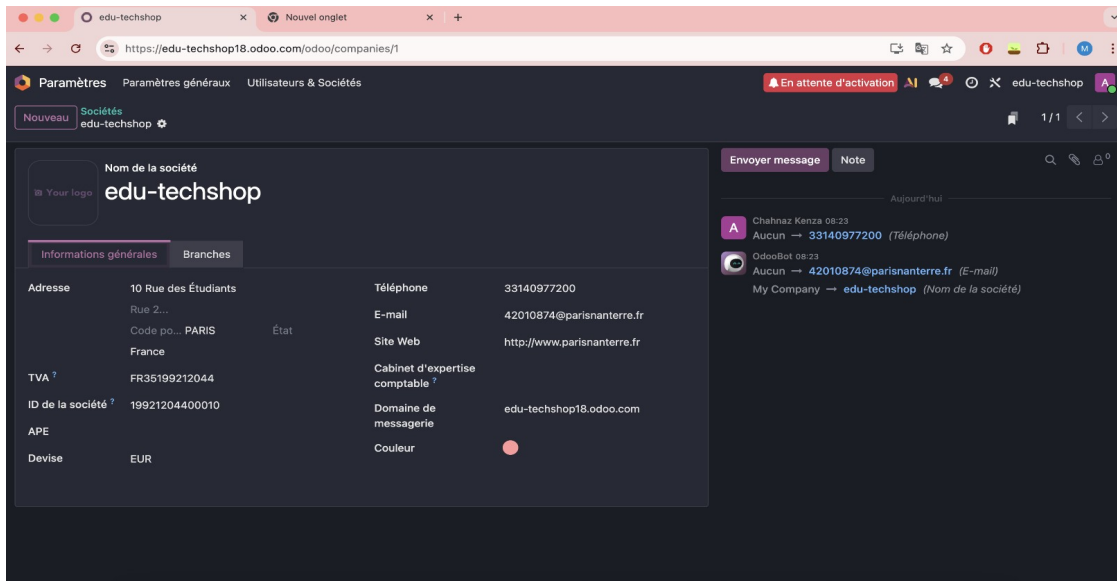 edu-techshop
Nouvel onglet
https://edu-techshop18.odoo.com/odoo/companies/1
M
Paramètres Paramètres généraux Utilisateurs & Sociétés En attente d'activation AI 4 edu-techshop A
Nouveau Sociétés
edu-techshop 1/1
Nom de la société
Your logo edu-techshop
Informations générales Branches
Adresse 10 Rue des Étudiants
Rue 2...
Code po... PARIS État
France
TVA ? FR35199212044
ID de la société ? 19921204400010
APE
Devise EUR
Téléphone 33140977200
E-mail 42010874@parisnanterre.fr
Site Web http://www.parisnanterre.fr
Cabinet d'expertise
comptable ?
Domaine de edu-techshop18.odoo.com
messagerie
Couleur
Envoyer message Note 0
Aujourd'hui
A Chahnaz Kenza 08:23
Aucun → 33140977200 (Téléphone)
OdooBot 08:23
Aucun → 42010874@parisnanterre.fr (E-mail)
My Company → edu-techshop (Nom de la société)